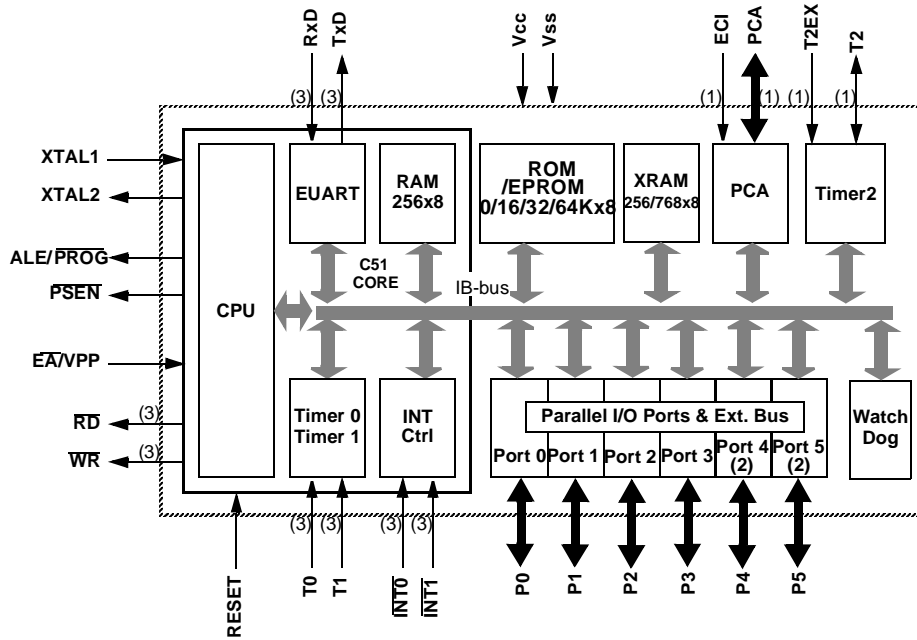 RxD
TxD
Vcc
Vss
ECI
PCA
T2EX
T2
(3) (3)
(1) (1) (1) (1)
XTAL1
XTAL2
ALE/PROG
PSEN
EA/VPP
(3)
RD
(3)
WR
CPU
EUART
RAM
256x8
C51
CORE
ROM
/EPROM
0/16/32/64Kx8
XRAM
256/768x8
PCA
Timer2
IB-bus
Timer 0
Timer 1
INT
Ctrl
Parallel I/O Ports & Ext. Bus
Port 0
Port 1
Port 2
Port 3
Port 4
(2)
Port 5
(2)
Watch
Dog
(3) (3) (3) (3)
RESET
T0
T1
INT0
INT1
P0
P1
P2
P3
P4
P5